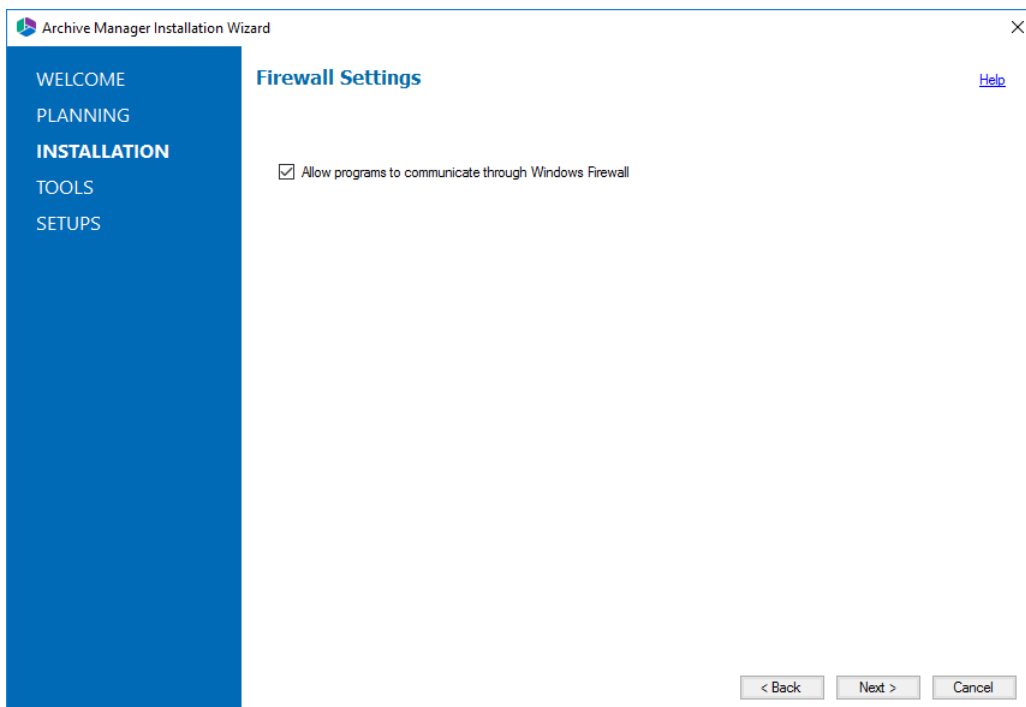 Archive Manager Installation Wizard
WELCOME
PLANNING
INSTALLATION
TOOLS
SETUPS
Firewall Settings
Help
Allow programs to communicate through Windows Firewall
< Back
Next >
Cancel